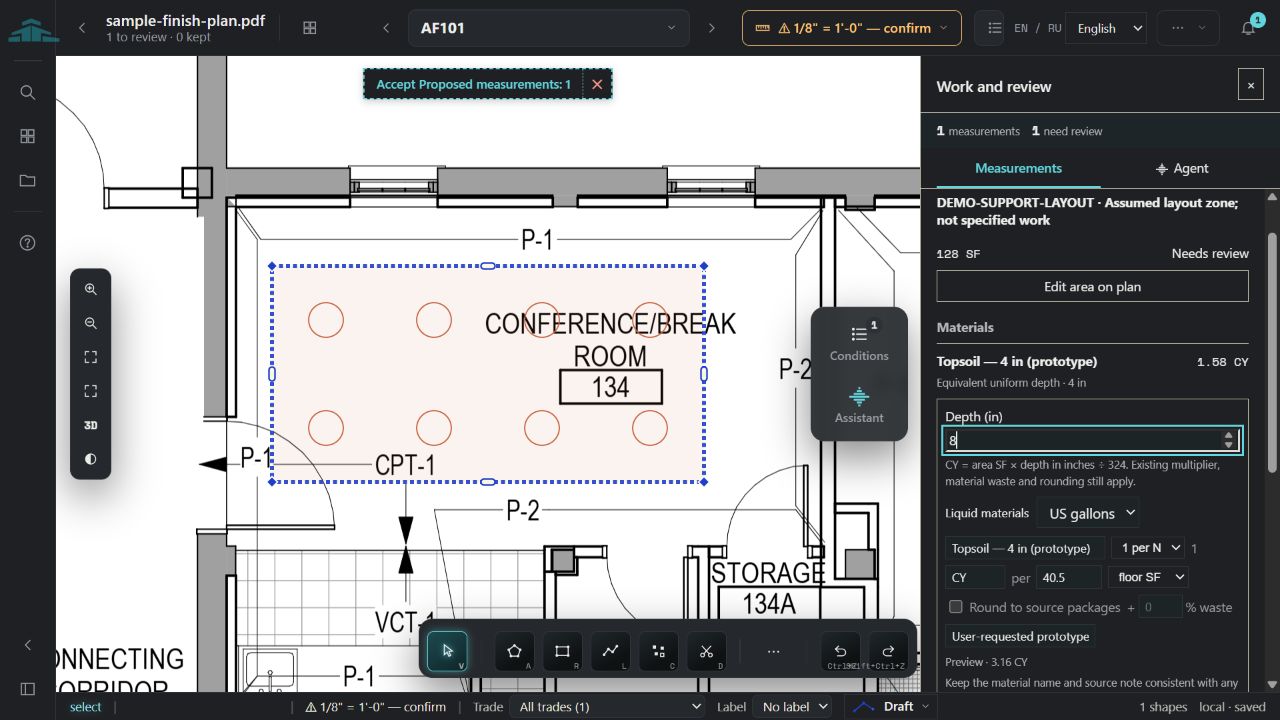 sample-finish-plan.pdf
1 to review · 0 kept
AF101
⚠ 1/8" = 1'-0" — confirm
EN / RU
English
1
Accept Proposed measurements: 1
Work and review
1 measurements 1 need review
Measurements
Agent
DEMO-SUPPORT-LAYOUT · Assumed layout zone;
not specified work
128 SF
Needs review
Edit area on plan
Materials
Topsoil — 4 in (prototype)
1.58 CY
Equivalent uniform depth · 4 in
Depth (in)
8
CY = area SF × depth in inches ÷ 324. Existing multiplier,
material waste and rounding still apply.
Liquid materials
US gallons
Topsoil — 4 in (prototype)
1 per N
1
CY
per
40.5
floor SF
Round to source packages + 0 % waste
User-requested prototype
Preview · 3.16 CY
Keep the material name and source note consistent with any
P-1
CONFERENCE/BREAK
ROOM
134
P-2
P-1
CPT-1
P-2
STORAGE
134A
VCT-1
P-1
ONNECTING
ORRIDOR
3D
Conditions
1
Assistant
V
A
R
L
C
D
select
⚠ 1/8" = 1'-0" — confirm
Trade
All trades (1)
Label
No label
Draft
1 shapes
local · saved